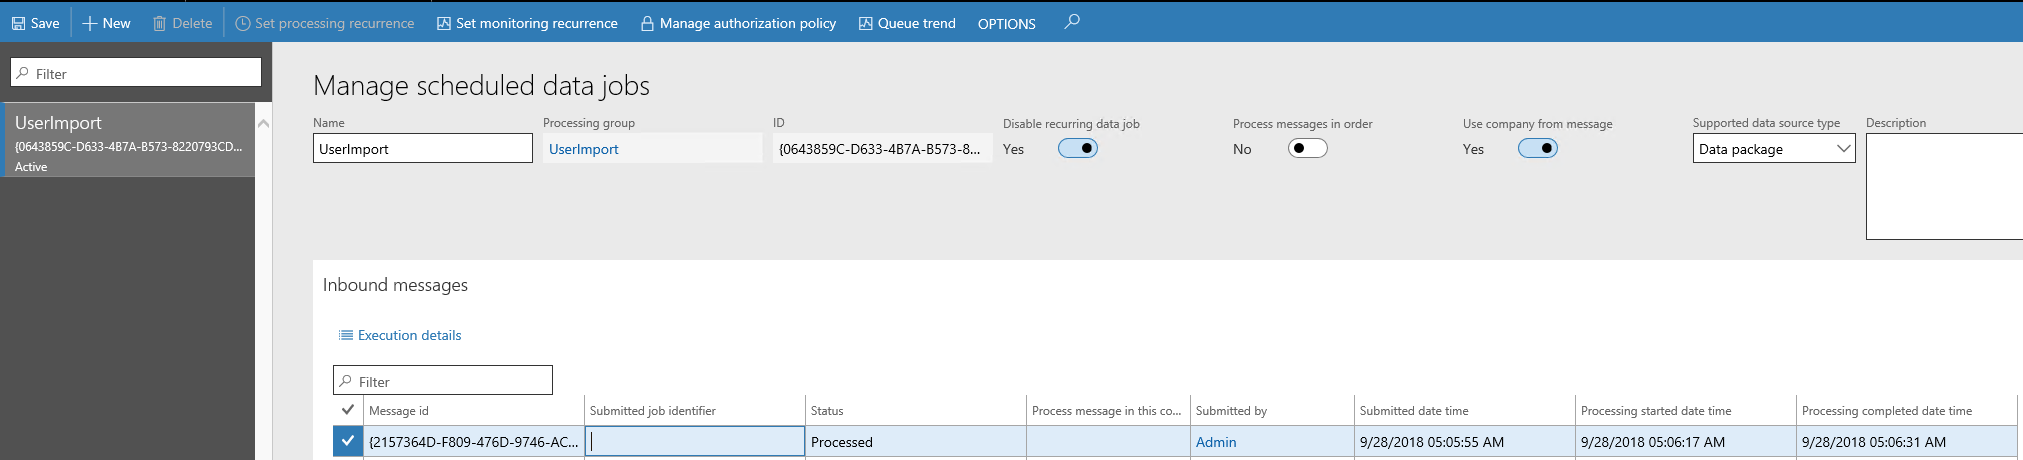 Save New Delete Set processing recurrence Set monitoring recurrence Manage authorization policy Queue trend OPTIONS
Filter
UserImport
{0643859C-D633-4B7A-B573-8220793CD...
Active
Manage scheduled data jobs
Name Processing group ID Disable recurring data job Process messages in order Use company from message Supported data source type Description
UserImport UserImport {0643859C-D633-4B7A-B573-8... Yes No Yes Data package
Inbound messages
Execution details
Filter
Message id Submitted job identifier Status Process message in this co... Submitted by Submitted date time Processing started date time Processing completed date time
{2157364D-F809-476D-9746-AC... Processed Admin 9/28/2018 05:05:55 AM 9/28/2018 05:06:17 AM 9/28/2018 05:06:31 AM